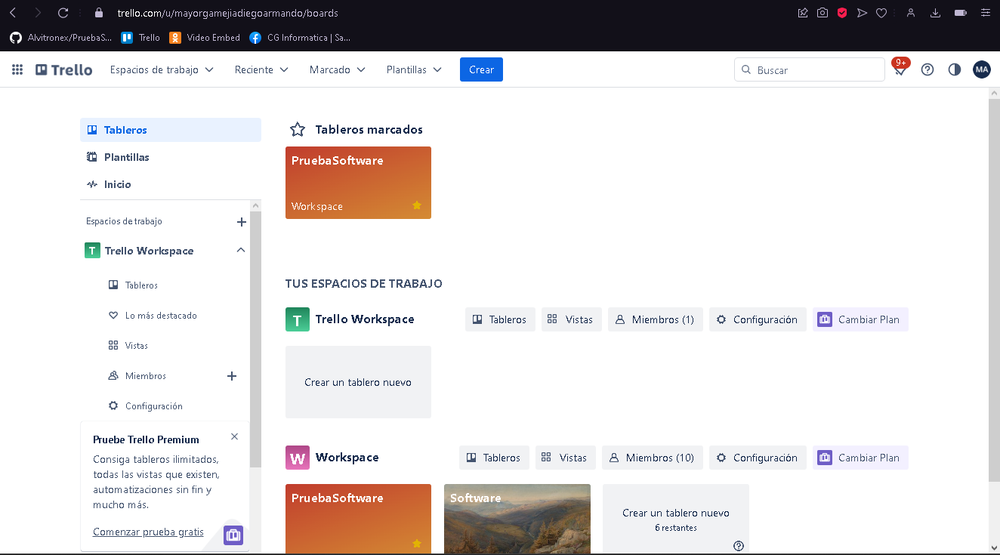 trello.com/u/mayorgamejiadiegoarmando/boards
Alvitronex/PruebaS...
Trello
Video Embed
CG Informatica | Sa...
Trello
Espacios de trabajo
Reciente
Marcado
Plantillas
Crear
Buscar
9+
MA
Tableros
Plantillas
Inicio
Espacios de trabajo
T
Trello Workspace
Tableros
Lo más destacado
Vistas
Miembros
Configuración
Pruebe Trello Premium
Consiga tableros ilimitados,
todas las vistas que existen,
automatizaciones sin fin y
mucho más.
Comenzar prueba gratis
Tableros marcados
PruebaSoftware
Workspace
TUS ESPACIOS DE TRABAJO
T
Trello Workspace
Tableros
Vistas
Miembros (1)
Configuración
Cambiar Plan
Crear un tablero nuevo
W
Workspace
Tableros
Vistas
Miembros (10)
Configuración
Cambiar Plan
PruebaSoftware
Software
Crear un tablero nuevo
6 restantes